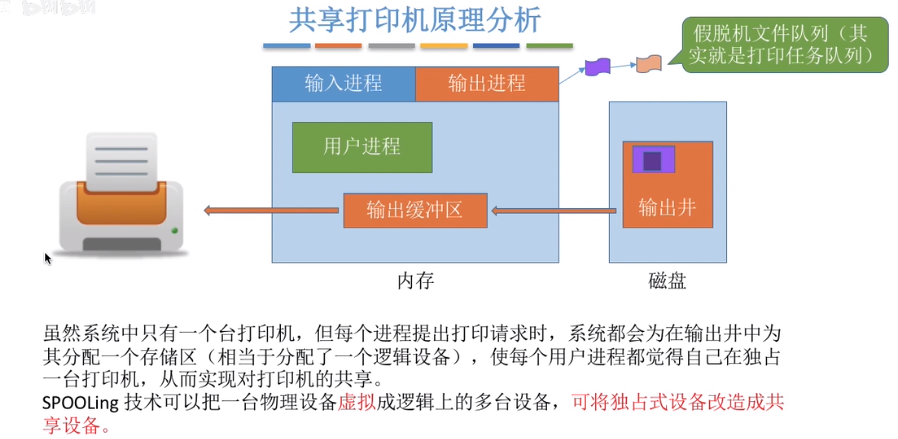 共享打印机原理分析
假脱机文件队列（其
实就是打印任务队列）
输入进程
输出进程
用户进程
输出缓冲区
输出井
内存
磁盘
虽然系统中只有一个台打印机，但每个进程提出打印请求时，系统都会为在输出井中为
其分配一个存储区（相当于分配了一个逻辑设备），使每个用户进程都觉得自己在独占
一台打印机，从而实现对打印机的共享。
SPOOLing 技术可以把一台物理设备虚拟成逻辑上的多台设备，可将独占式设备改造成共
享设备。